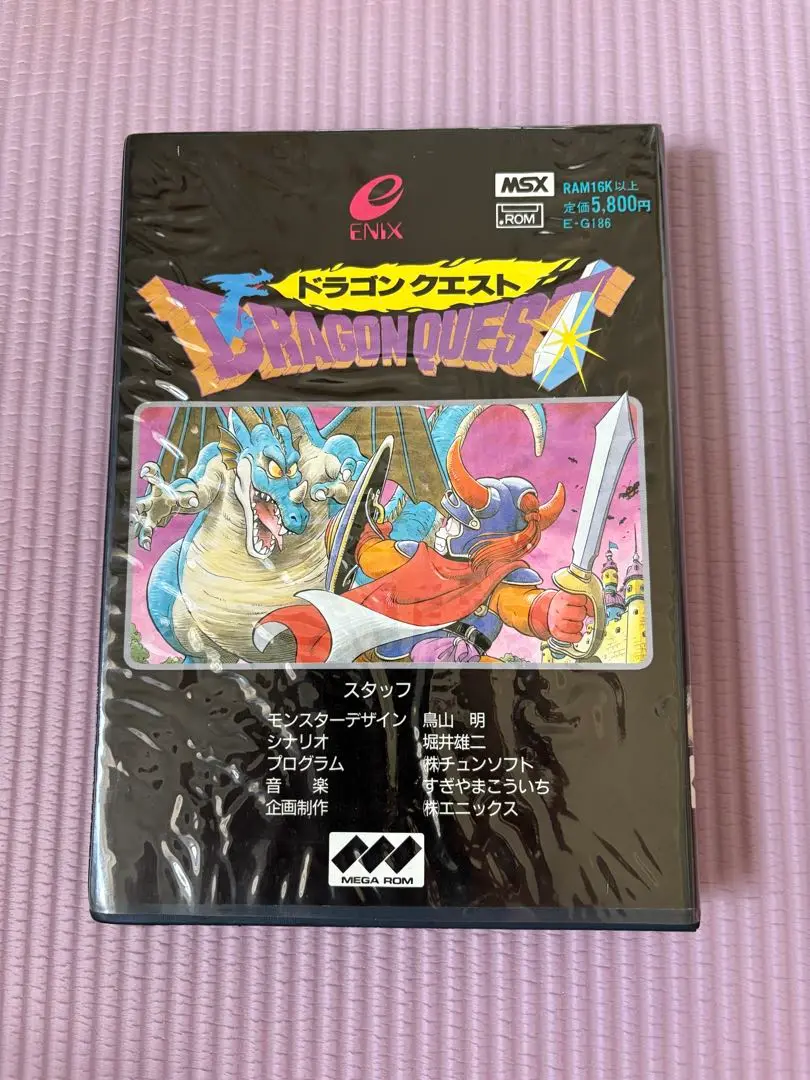 ENIX
MSX
RAM16K以上
.ROM
定価5,800円
E-G186
ドラゴン クエスト
DRAGON QUEST
スタッフ
モンスターデザイン 鳥山 明
シナリオ 堀井雄二
プログラム ㈱チュンソフト
音 楽 すぎやまこういち
企画制作 ㈱エニックス
MEGA ROM